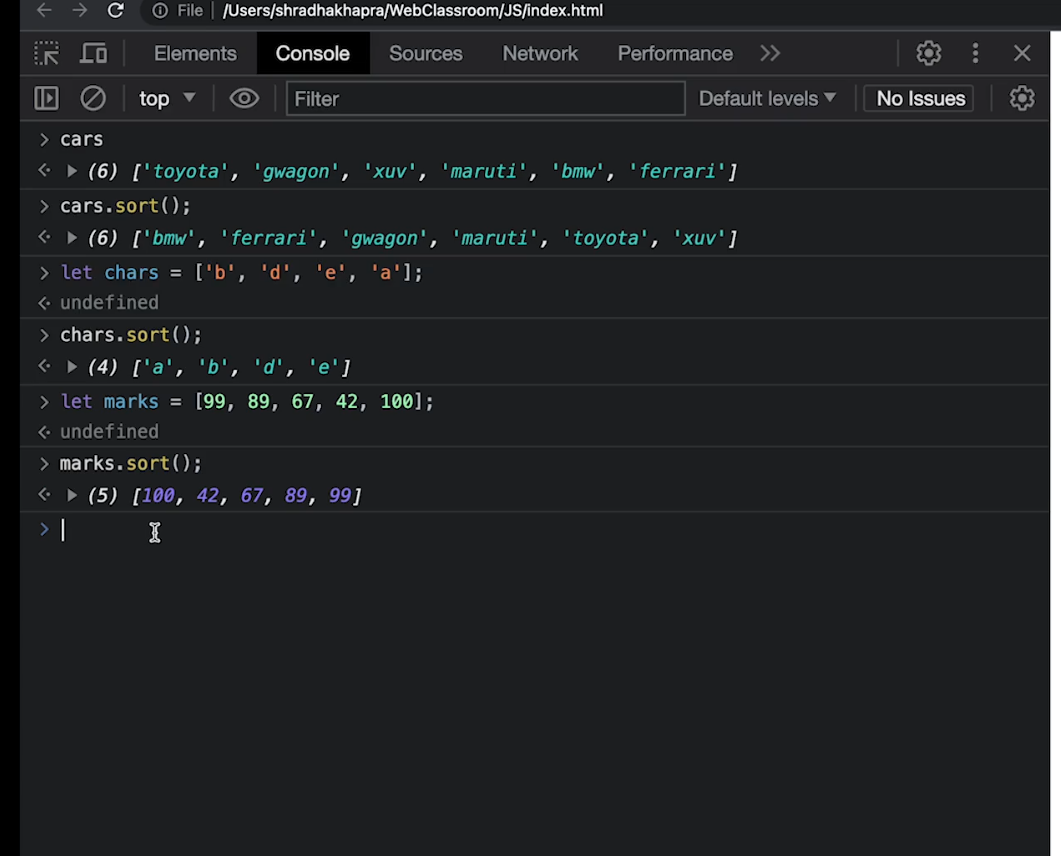 File | /Users/shradhakhapra/WebClassroom/JS/index.html
Elements Console Sources Network Performance >>
top ▼ Filter Default levels ▼ No Issues
> cars
(6) ['toyota', 'gwagon', 'xuv', 'maruti', 'bmw', 'ferrari']
> cars.sort();
(6) ['bmw', 'ferrari', 'gwagon', 'maruti', 'toyota', 'xuv']
> let chars = ['b', 'd', 'e', 'a'];
undefined
> chars.sort();
(4) ['a', 'b', 'd', 'e']
> let marks = [99, 89, 67, 42, 100];
undefined
> marks.sort();
(5) [100, 42, 67, 89, 99]
>